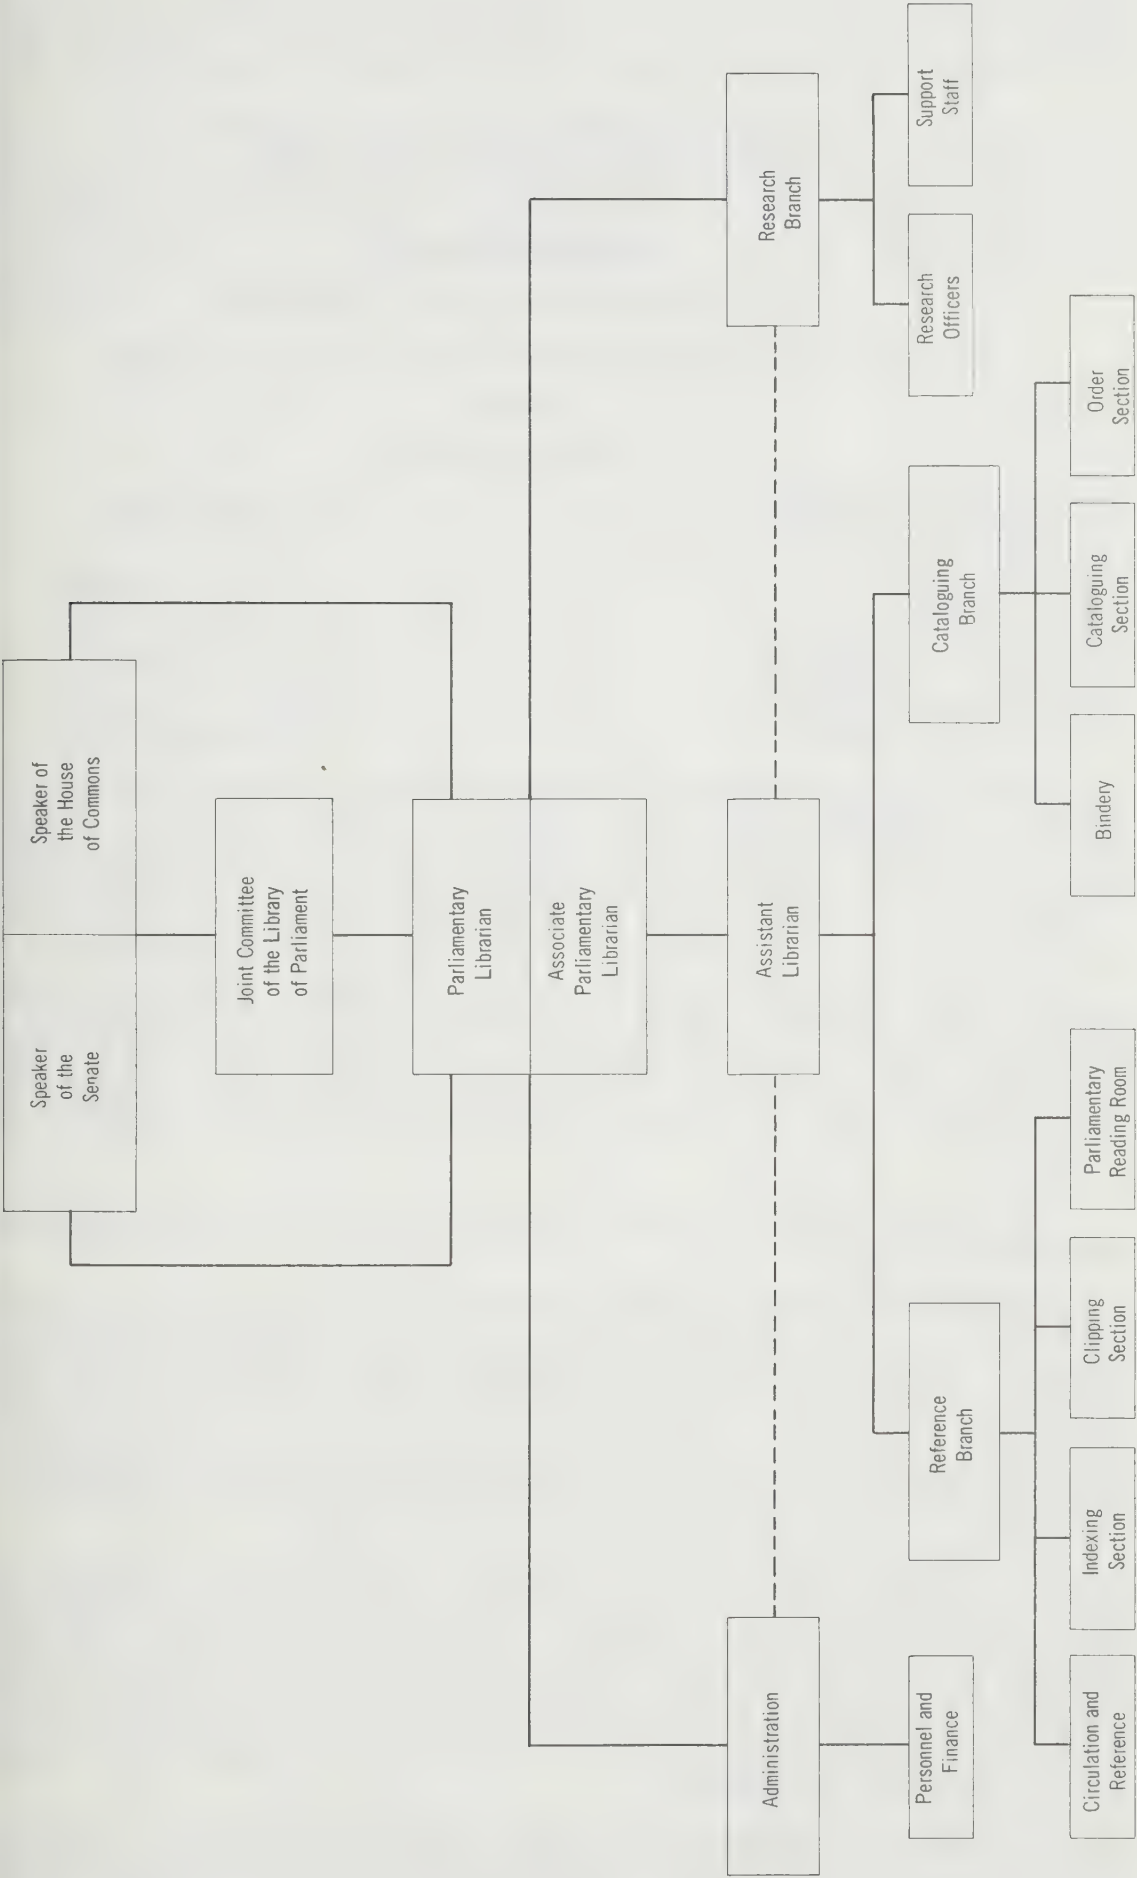 Speaker
of the
Senate
Speaker of
the House
of Commons
Joint Committee
of the Library
of Parliament
Parliamentary
Librarian
Associate
Parliamentary
Librarian
Administration
Assistant
Librarian
Research
Branch
Personnel and
Finance
Reference
Branch
Cataloguing
Branch
Research
Officers
Support
Staff
Circulation and
Reference
Indexing
Section
Clipping
Section
Parliamentary
Reading Room
Bindery
Cataloguing
Section
Order
Section